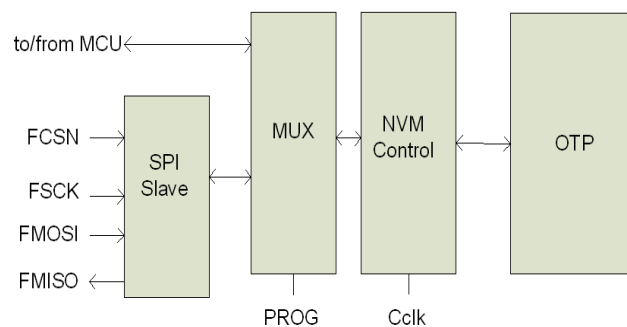 to/from MCU
FCSN
FSCK
FMOSI
FMISO
SPI
Slave
MUX
NVM
Control
OTP
PROG
Cclk